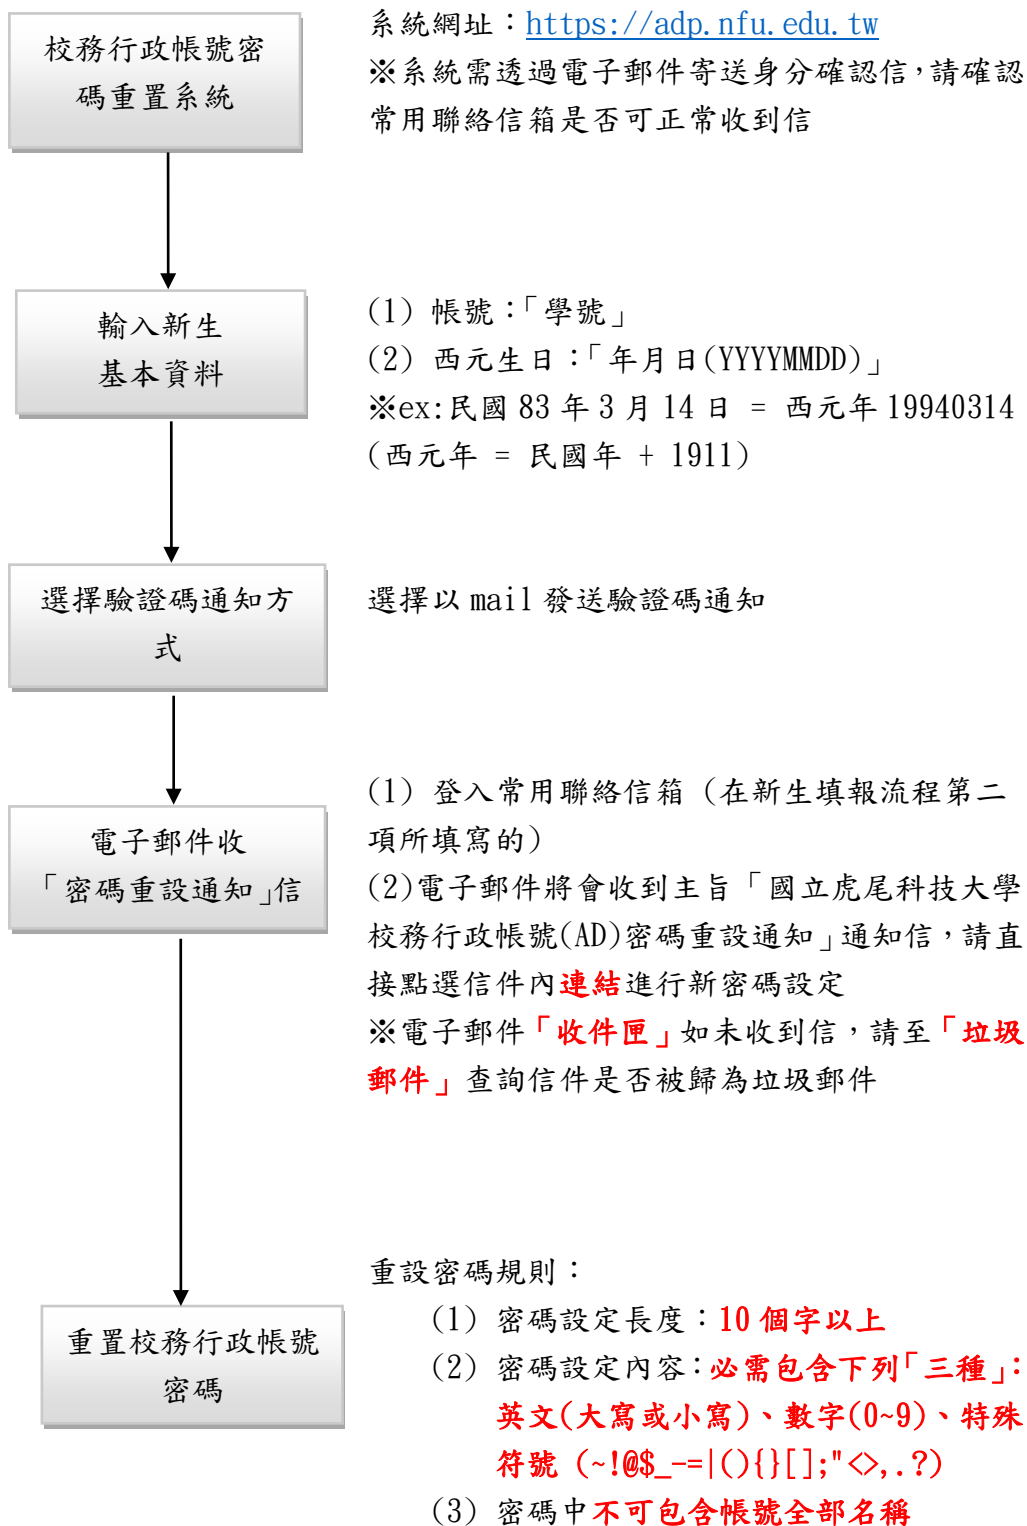 校務行政帳號密
碼重置系統
系統網址：https://adp.nfu.edu.tw
※系統需透過電子郵件寄送身分確認信，請確認
常用聯絡信箱是否可正常收到信
輸入新生
基本資料
(1) 帳號：「學號」
(2) 西元生日：「年月日(YYYYMMDD)」
※ex:民國 83 年 3 月 14 日 = 西元年 19940314
(西元年 = 民國年 + 1911)
選擇驗證碼通知方
式
選擇以 mail 發送驗證碼通知
電子郵件收
「密碼重設通知」信
(1) 登入常用聯絡信箱 (在新生填報流程第二
項所填寫的)
(2)電子郵件將會收到主旨「國立虎尾科技大學
校務行政帳號(AD)密碼重設通知」通知信，請直
接點選信件內連結進行新密碼設定
※電子郵件「收件匣」如未收到信，請至「垃圾
郵件」查詢信件是否被歸為垃圾郵件
重置校務行政帳號
密碼
重設密碼規則：
(1) 密碼設定長度：10 個字以上
(2) 密碼設定內容：必需包含下列「三種」：
英文(大寫或小寫)、數字(0~9)、特殊
符號 (~!@$_-=|(){}[];"<>,.?)
(3) 密碼中不可包含帳號全部名稱